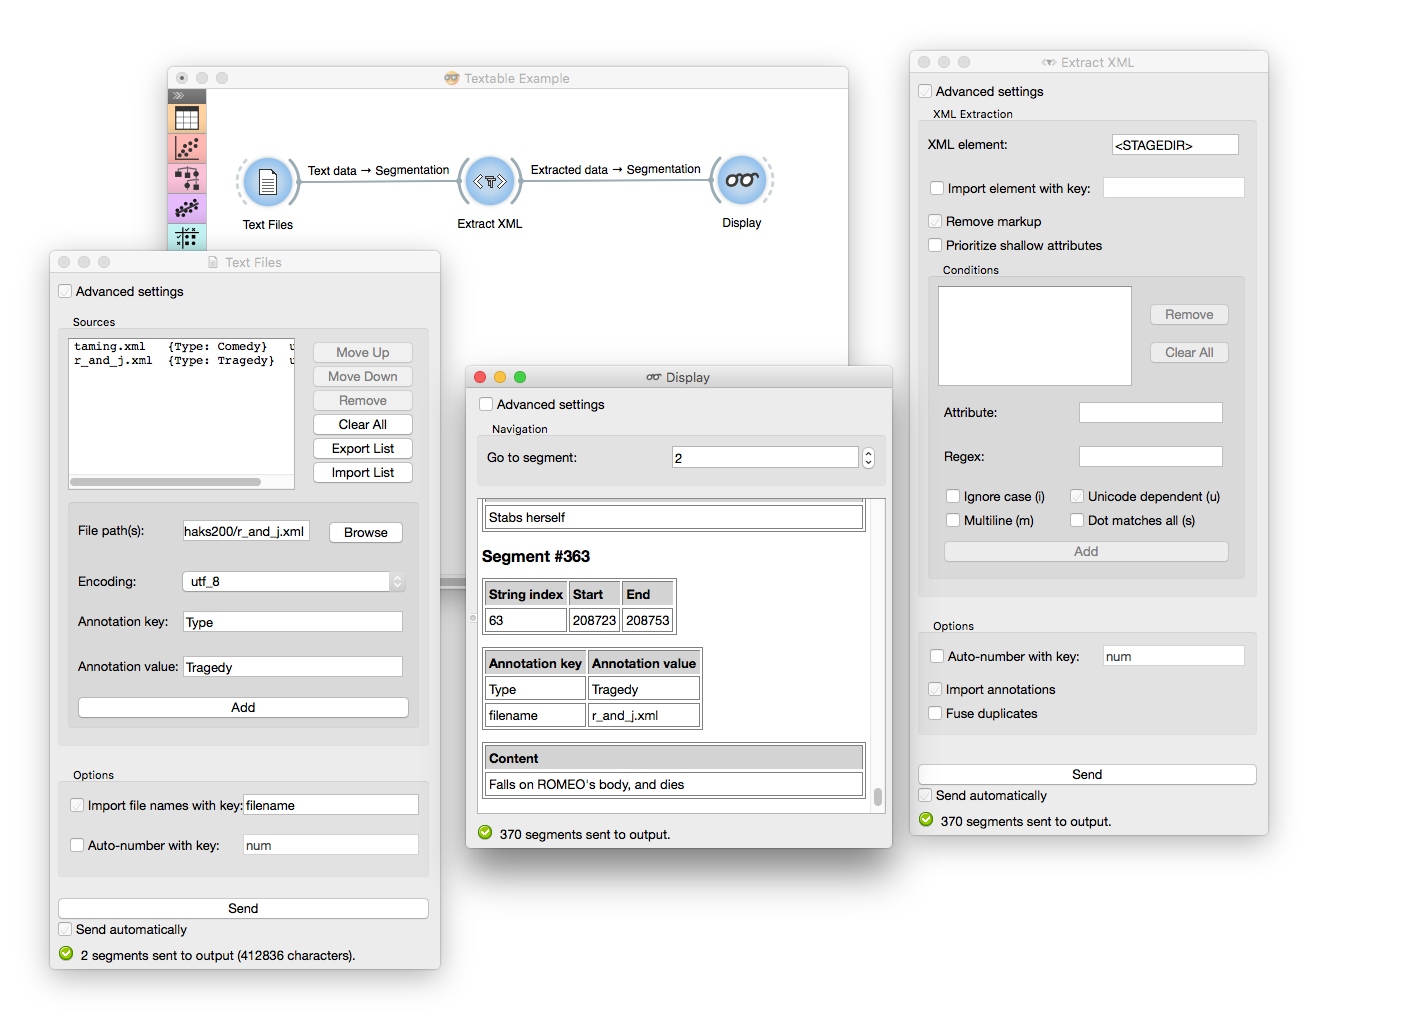 Textable Example
Text data → Segmentation
Extracted data → Segmentation
Text Files
Extract XML
Display
Text Files
Advanced settings
Sources
taming.xml {Type: Comedy} u
r_and_j.xml {Type: Tragedy} u
Move Up
Move Down
Remove
Clear All
Export List
Import List
File path(s): haks200/r_and_j.xml Browse
Encoding: utf_8
Annotation key: Type
Annotation value: Tragedy
Add
Options
Import file names with key: filename
Auto-number with key: num
Send
Send automatically
2 segments sent to output (412836 characters).
Display
Advanced settings
Navigation
Go to segment: 2
Stabs herself
Segment #363
String index Start End
63 208723 208753
Annotation key Annotation value
Type Tragedy
filename r_and_j.xml
Content
Falls on ROMEO's body, and dies
370 segments sent to output.
Extract XML
Advanced settings
XML Extraction
XML element: <STAGEDIR>
Import element with key:
Remove markup
Prioritize shallow attributes
Conditions
Remove
Clear All
Attribute:
Regex:
Ignore case (i) Unicode dependent (u)
Multiline (m) Dot matches all (s)
Add
Options
Auto-number with key: num
Import annotations
Fuse duplicates
Send
Send automatically
370 segments sent to output.